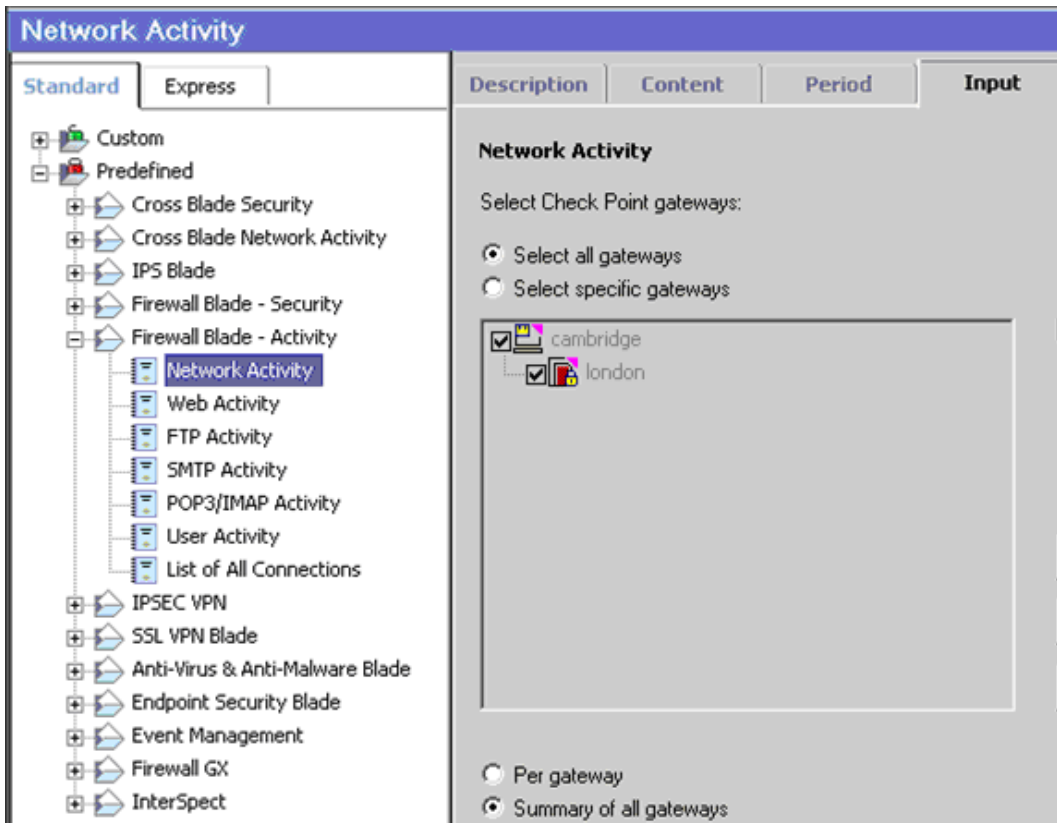 Network Activity
Standard
Express
Custom
Predefined
Cross Blade Security
Cross Blade Network Activity
IPS Blade
Firewall Blade - Security
Firewall Blade - Activity
Network Activity
Web Activity
FTP Activity
SMTP Activity
POP3/IMAP Activity
User Activity
List of All Connections
IPSEC VPN
SSL VPN Blade
Anti-Virus & Anti-Malware Blade
Endpoint Security Blade
Event Management
Firewall GX
InterSpect
Description
Content
Period
Input
Network Activity
Select Check Point gateways:
Select all gateways
Select specific gateways
cambridge
london
Per gateway
Summary of all gateways